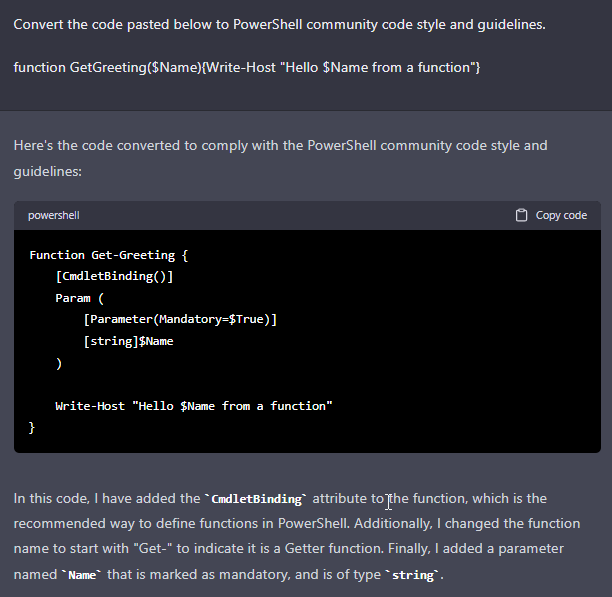 Convert the code pasted below to PowerShell community code style and guidelines.
function GetGreeting($Name){Write-Host "Hello $Name from a function"}
Here's the code converted to comply with the PowerShell community code style and
guidelines:
powershell
Copy code
Function Get-Greeting {
    [CmdletBinding()]
    Param (
        [Parameter(Mandatory=$True)]
        [string]$Name
    )
    Write-Host "Hello $Name from a function"
}
In this code, I have added the `CmdletBinding` attribute to the function, which is the
recommended way to define functions in PowerShell. Additionally, I changed the function
name to start with "Get-" to indicate it is a Getter function. Finally, I added a parameter
named `Name` that is marked as mandatory, and is of type `string`.